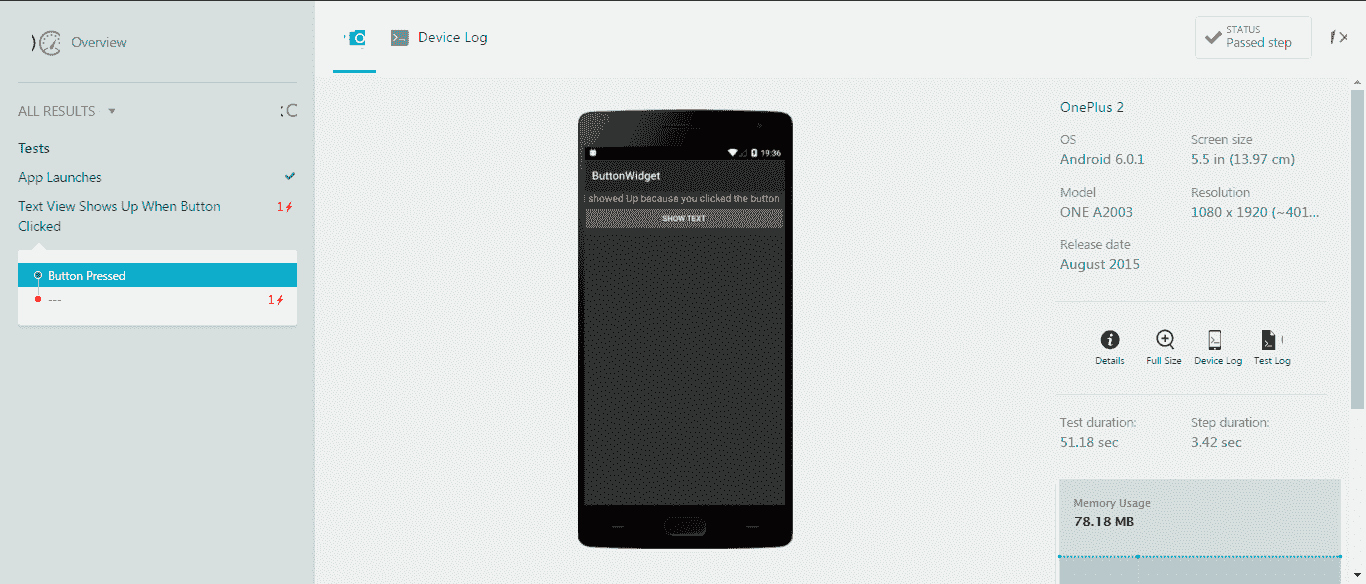 Overview
ALL RESULTS
Tests
App Launches
Text View Shows Up When Button
Clicked
1
Button Pressed
---
1
Device Log
STATUS
Passed step
19:36
ButtonWidget
showed Up because you clicked the button
SHOW TEXT
OnePlus 2
OS
Android 6.0.1
Screen size
5.5 in (13.97 cm)
Model
ONE A2003
Resolution
1080 x 1920 (~401...
Release date
August 2015
Details
Full Size
Device Log
Test Log
Test duration:
51.18 sec
Step duration:
3.42 sec
Memory Usage
78.18 MB